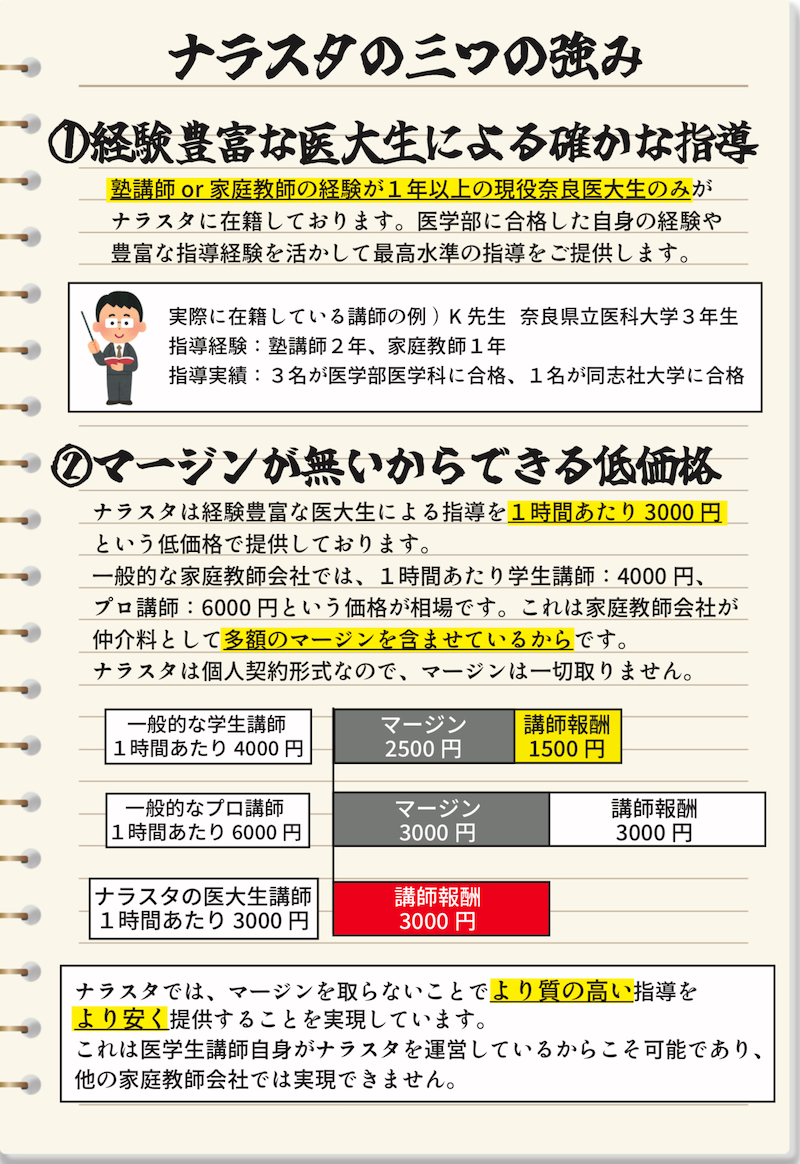 ナラスタの三つの強み
①経験豊富な医大生による確かな指導
塾講師 or 家庭教師の経験が１年以上の現役奈良医大生のみが
ナラスタに在籍しております。医学部に合格した自身の経験や
豊富な指導経験を活かして最高水準の指導をご提供します。
実際に在籍している講師の例 ）K 先生 奈良県立医科大学３年生
指導経験：塾講師２年、家庭教師１年
指導実績：３名が医学部医学科に合格、１名が同志社大学に合格
②マージンが無いからできる低価格
ナラスタは経験豊富な医大生による指導を１時間あたり 3000 円
という低価格で提供しております。
一般的な家庭教師会社では、１時間あたり学生講師：4000 円、
プロ講師：6000 円という価格が相場です。これは家庭教師会社が
仲介料として多額のマージンを含ませているからです。
ナラスタは個人契約形式なので、マージンは一切取りません。
一般的な学生講師
１時間あたり 4000 円
マージン
2500 円
講師報酬
1500 円
一般的なプロ講師
１時間あたり 6000 円
マージン
3000 円
講師報酬
3000 円
ナラスタの医大生講師
１時間あたり 3000 円
講師報酬
3000 円
ナラスタでは、マージンを取らないことでより質の高い指導を
より安く提供することを実現しています。
これは医学生講師自身がナラスタを運営しているからこそ可能であり、
他の家庭教師会社では実現できません。